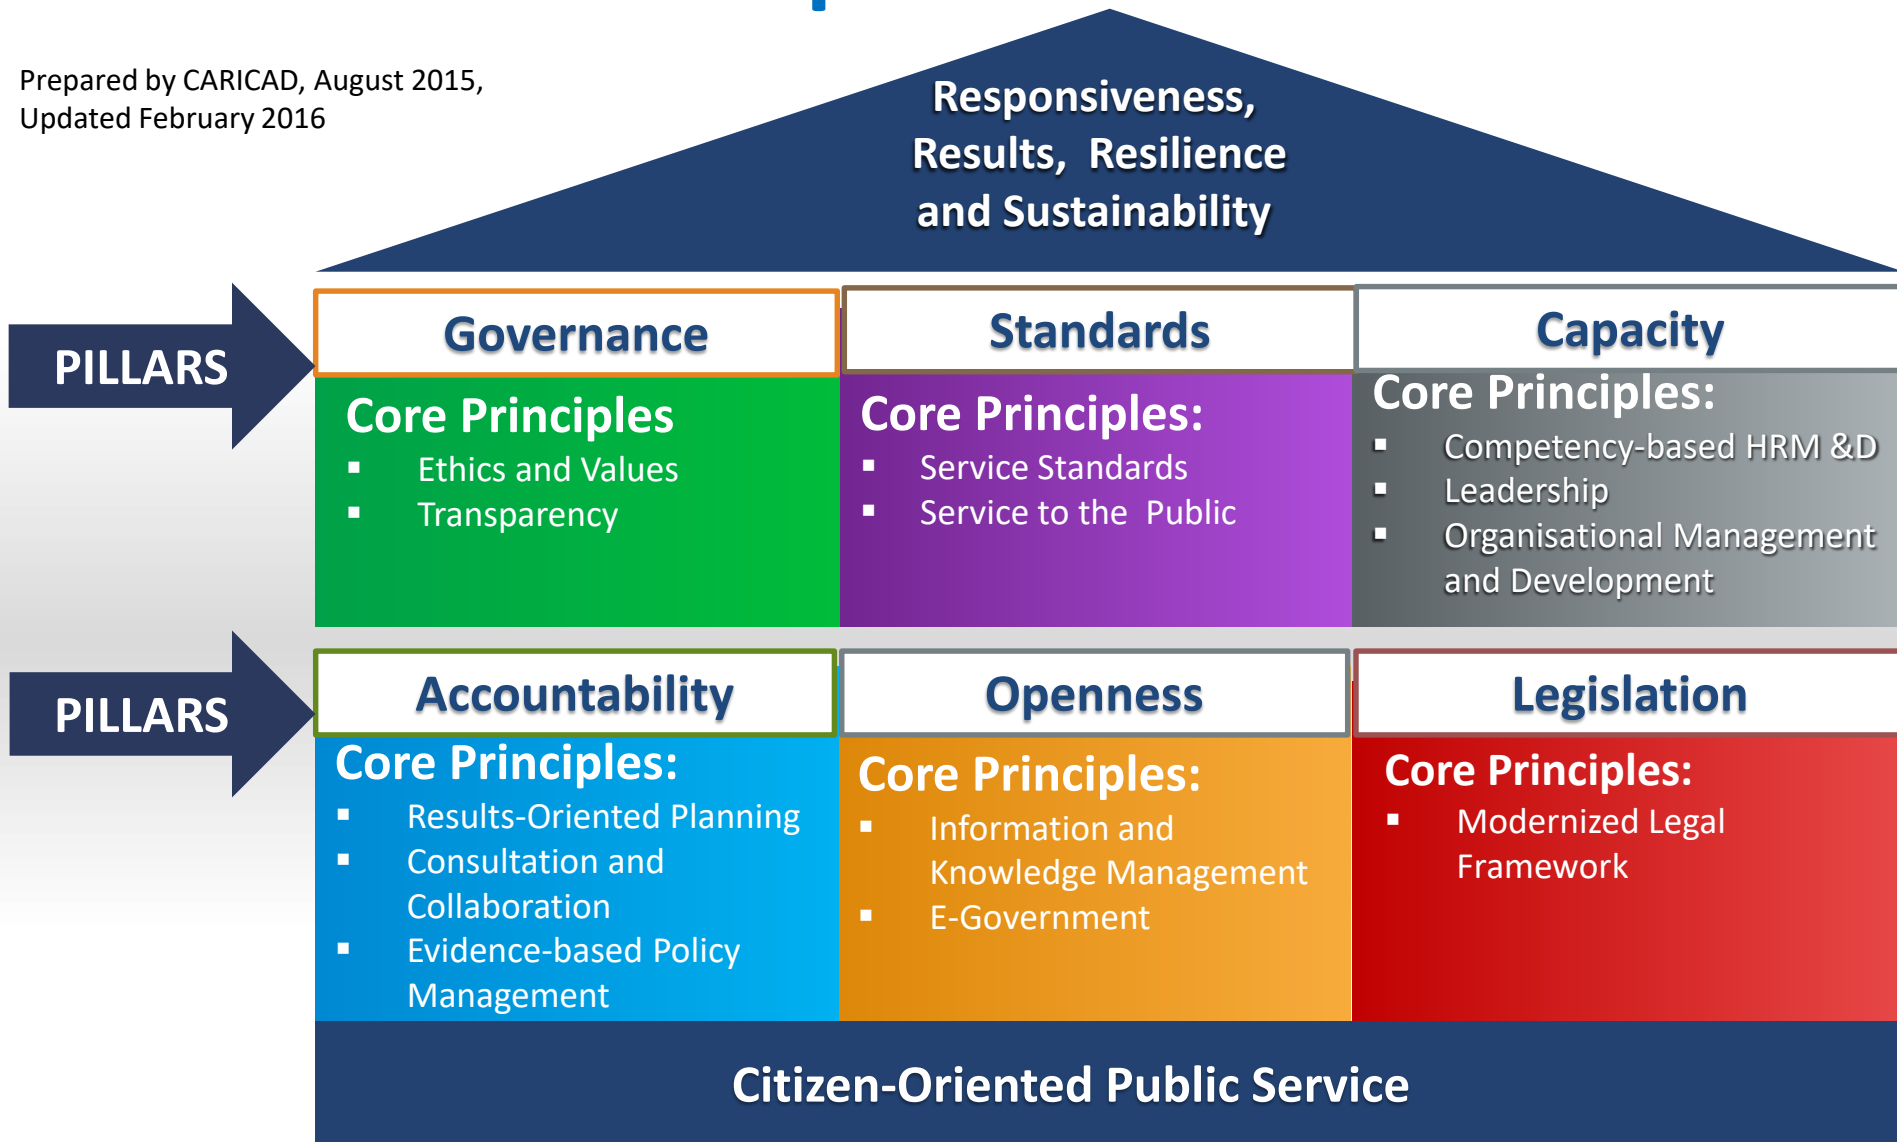 Prepared by CARICAD, August 2015,
Updated February 2016
Responsiveness,
Results, Resilience
and Sustainability
PILLARS
Governance
Core Principles
▪ Ethics and Values
▪ Transparency
Standards
Core Principles:
▪ Service Standards
▪ Service to the Public
Capacity
Core Principles:
▪ Competency-based HRM &D
▪ Leadership
▪ Organisational Management
and Development
PILLARS
Accountability
Core Principles:
▪ Results-Oriented Planning
▪ Consultation and
Collaboration
▪ Evidence-based Policy
Management
Openness
Core Principles:
▪ Information and
Knowledge Management
▪ E-Government
Legislation
Core Principles:
▪ Modernized Legal
Framework
Citizen-Oriented Public Service